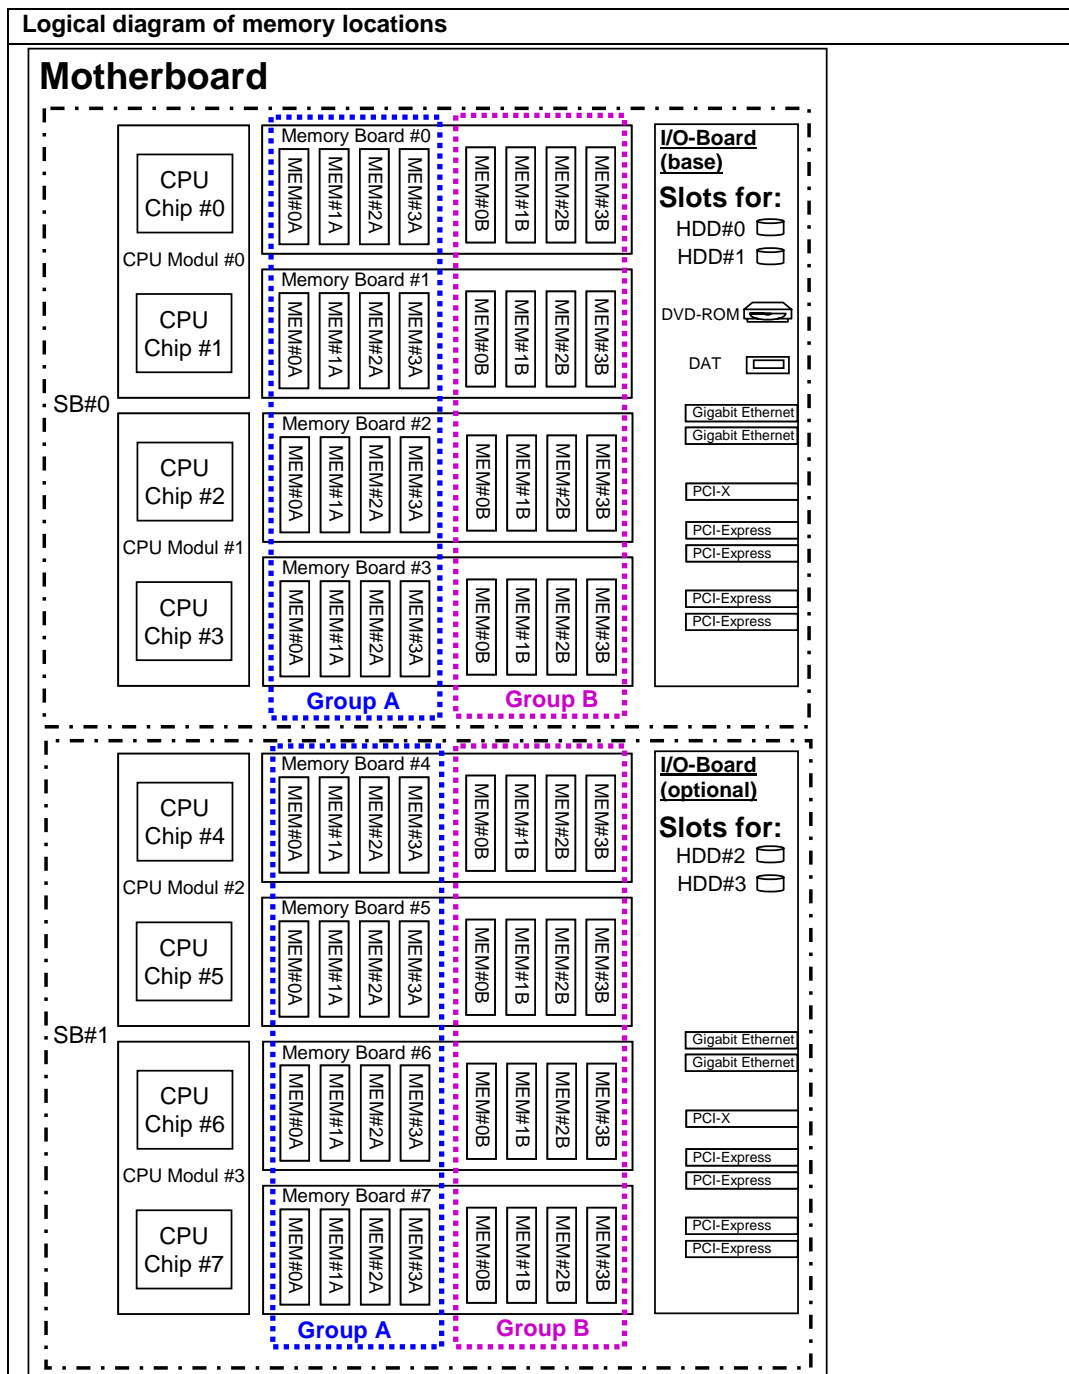 Logical diagram of memory locations
Motherboard
SB#0
CPU
Chip #0
CPU Modul #0
CPU
Chip #1
CPU
Chip #2
CPU Modul #1
CPU
Chip #3
Memory Board #0
MEM#0A
MEM#1A
MEM#2A
MEM#3A
MEM#0B
MEM#1B
MEM#2B
MEM#3B
Memory Board #1
MEM#0A
MEM#1A
MEM#2A
MEM#3A
MEM#0B
MEM#1B
MEM#2B
MEM#3B
Memory Board #2
MEM#0A
MEM#1A
MEM#2A
MEM#3A
MEM#0B
MEM#1B
MEM#2B
MEM#3B
Memory Board #3
MEM#0A
MEM#1A
MEM#2A
MEM#3A
MEM#0B
MEM#1B
MEM#2B
MEM#3B
Group A
Group B
I/O-Board
(base)
Slots for:
HDD#0
HDD#1
DVD-ROM
DAT
Gigabit Ethernet
Gigabit Ethernet
PCI-X
PCI-Express
PCI-Express
PCI-Express
PCI-Express
SB#1
CPU
Chip #4
CPU Modul #2
CPU
Chip #5
CPU
Chip #6
CPU Modul #3
CPU
Chip #7
Memory Board #4
MEM#0A
MEM#1A
MEM#2A
MEM#3A
MEM#0B
MEM#1B
MEM#2B
MEM#3B
Memory Board #5
MEM#0A
MEM#1A
MEM#2A
MEM#3A
MEM#0B
MEM#1B
MEM#2B
MEM#3B
Memory Board #6
MEM#0A
MEM#1A
MEM#2A
MEM#3A
MEM#0B
MEM#1B
MEM#2B
MEM#3B
Memory Board #7
MEM#0A
MEM#1A
MEM#2A
MEM#3A
MEM#0B
MEM#1B
MEM#2B
MEM#3B
Group A
Group B
I/O-Board
(optional)
Slots for:
HDD#2
HDD#3
Gigabit Ethernet
Gigabit Ethernet
PCI-X
PCI-Express
PCI-Express
PCI-Express
PCI-Express